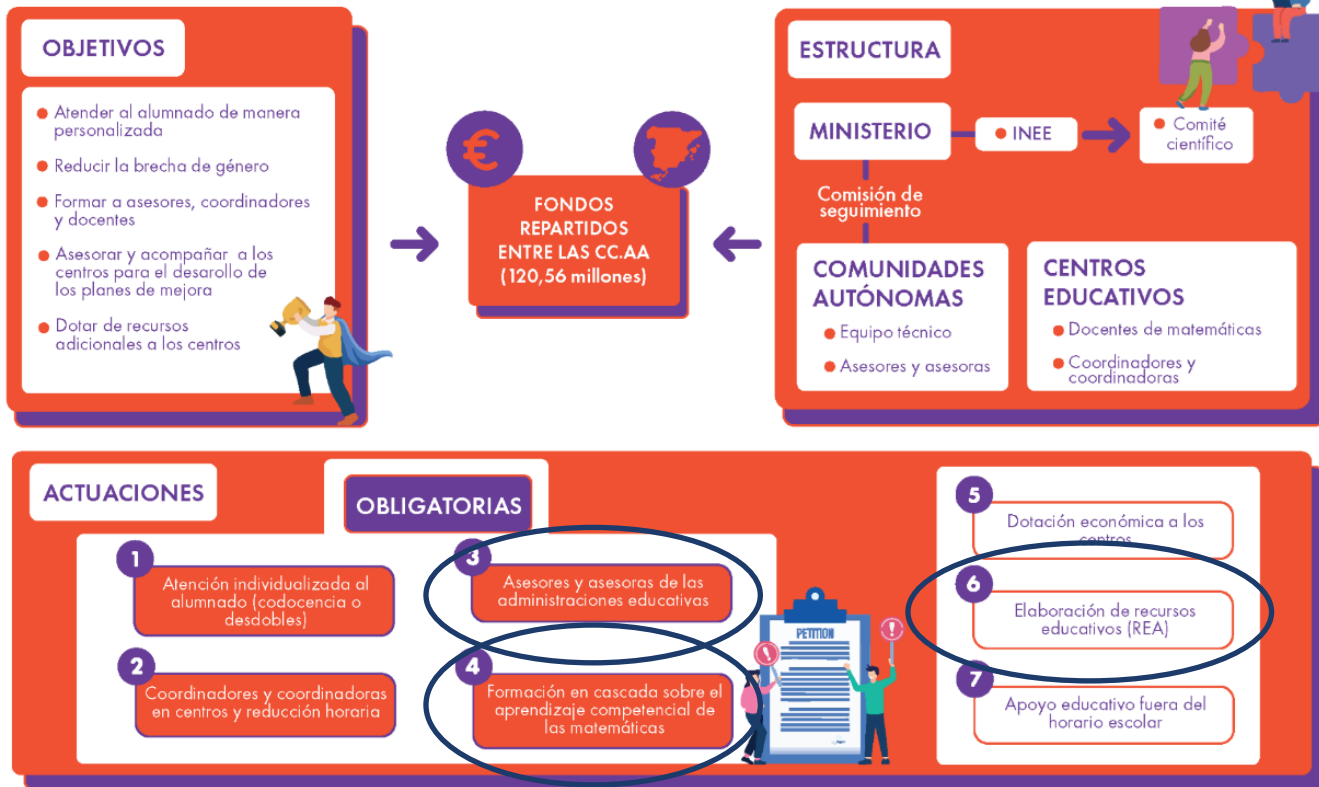 OBJETIVOS
Atender al alumnado de manera
personalizada
Reducir la brecha de género
Formar a asesores, coordinadores
y docentes
Asesorar y acompañar a los
centros para el desarollo de
los planes de mejora
Dotar de recursos
adicionales a los centros
€
FONDOS
REPARTIDOS
ENTRE LAS CC.AA
(120,56 millones)
ESTRUCTURA
MINISTERIO
INEE
Comité
científico
Comisión de
seguimiento
COMUNIDADES
AUTÓNOMAS
Equipo técnico
Asesores y asesoras
CENTROS
EDUCATIVOS
Docentes de matemáticas
Coordinadores y
coordinadoras
ACTUACIONES
OBLIGATORIAS
1
Atención individualizada al
alumnado (codocencia o
desdobles)
2
Coordinadores y coordinadoras
en centros y reducción horaria
3
Asesores y asesoras de las
administraciones educativas
4
Formación en cascada sobre el
aprendizaje competencial de
las matemáticas
PETITION
5
Dotación económica a los
centros
6
Elaboración de recursos
educativos (REA)
7
Apoyo educativo fuera del
horario escolar